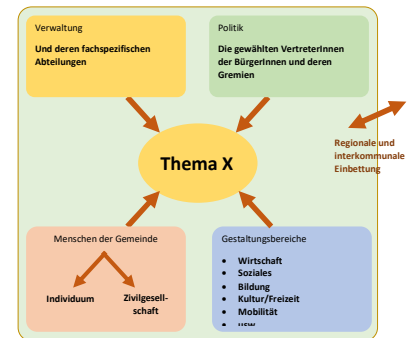 Verwaltung
Und deren fachspezifischen
Abteilungen
Politik
Die gewählten VertreterInnen
der BürgerInnen und deren
Gremien
Regionale und
interkommunale
Einbettung
Thema X
Menschen der Gemeinde
Individuum
Zivilgesell-
schaft
Gestaltungsbereiche
• Wirtschaft
• Soziales
• Bildung
• Kultur/Freizeit
• Mobilität
• usw